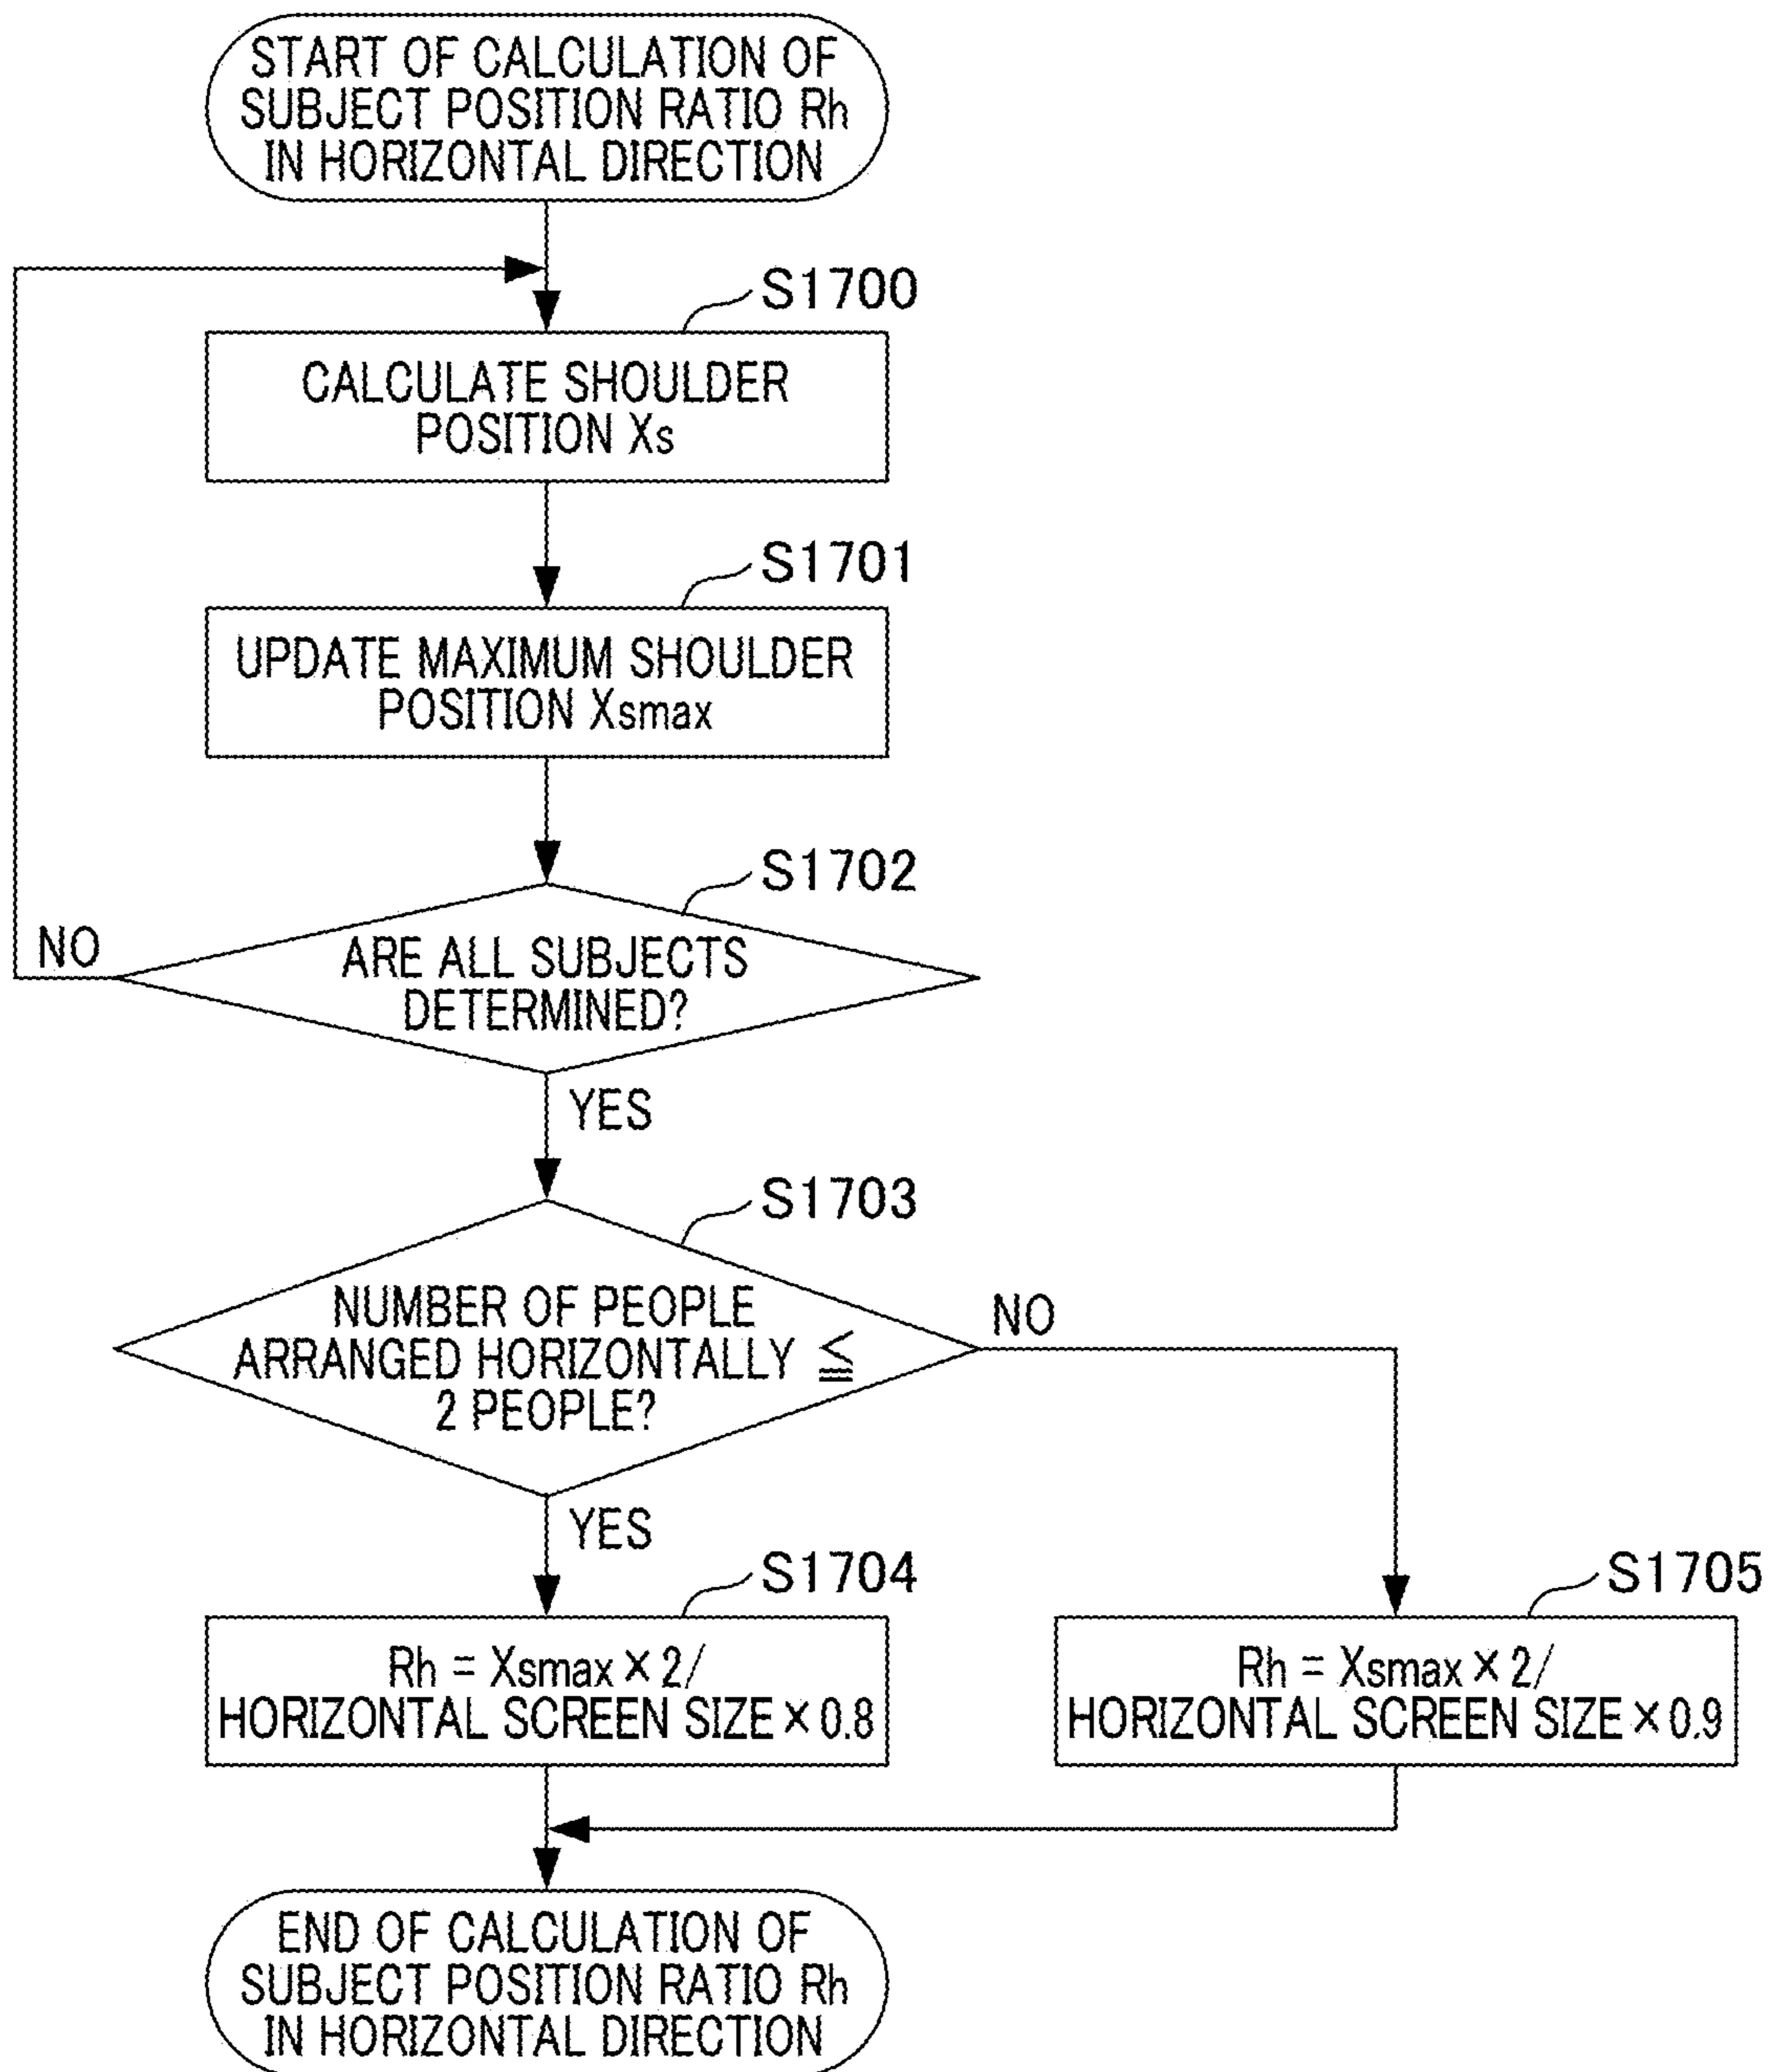 START OF CALCULATION OF
SUBJECT POSITION RATIO Rh
IN HORIZONTAL DIRECTION
S1700
CALCULATE SHOULDER
POSITION Xs
S1701
UPDATE MAXIMUM SHOULDER
POSITION Xsmax
S1702
NO
ARE ALL SUBJECTS
DETERMINED?
YES
S1703
NUMBER OF PEOPLE
ARRANGED HORIZONTALLY ≦
2 PEOPLE?
NO
YES
S1704
Rh = Xsmax × 2/
HORIZONTAL SCREEN SIZE × 0.8
S1705
Rh = Xsmax × 2/
HORIZONTAL SCREEN SIZE × 0.9
END OF CALCULATION OF
SUBJECT POSITION RATIO Rh
IN HORIZONTAL DIRECTION